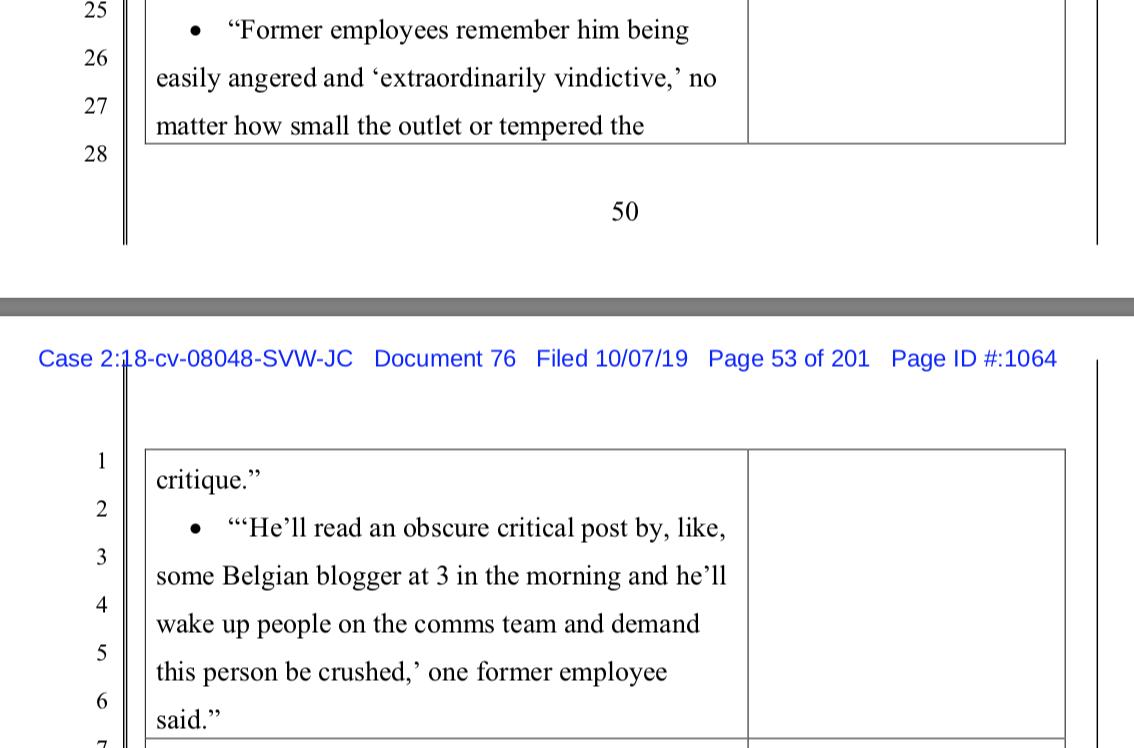 25
• “Former employees remember him being
26
easily angered and ‘extraordinarily vindictive,’ no
27
matter how small the outlet or tempered the
28
50
Case 2:18-cv-08048-SVW-JC Document 76 Filed 10/07/19 Page 53 of 201 Page ID #:1064
1
critique.”
2
• “‘He’ll read an obscure critical post by, like,
3
some Belgian blogger at 3 in the morning and he’ll
4
wake up people on the comms team and demand
5
this person be crushed,’ one former employee
6
said.”
7